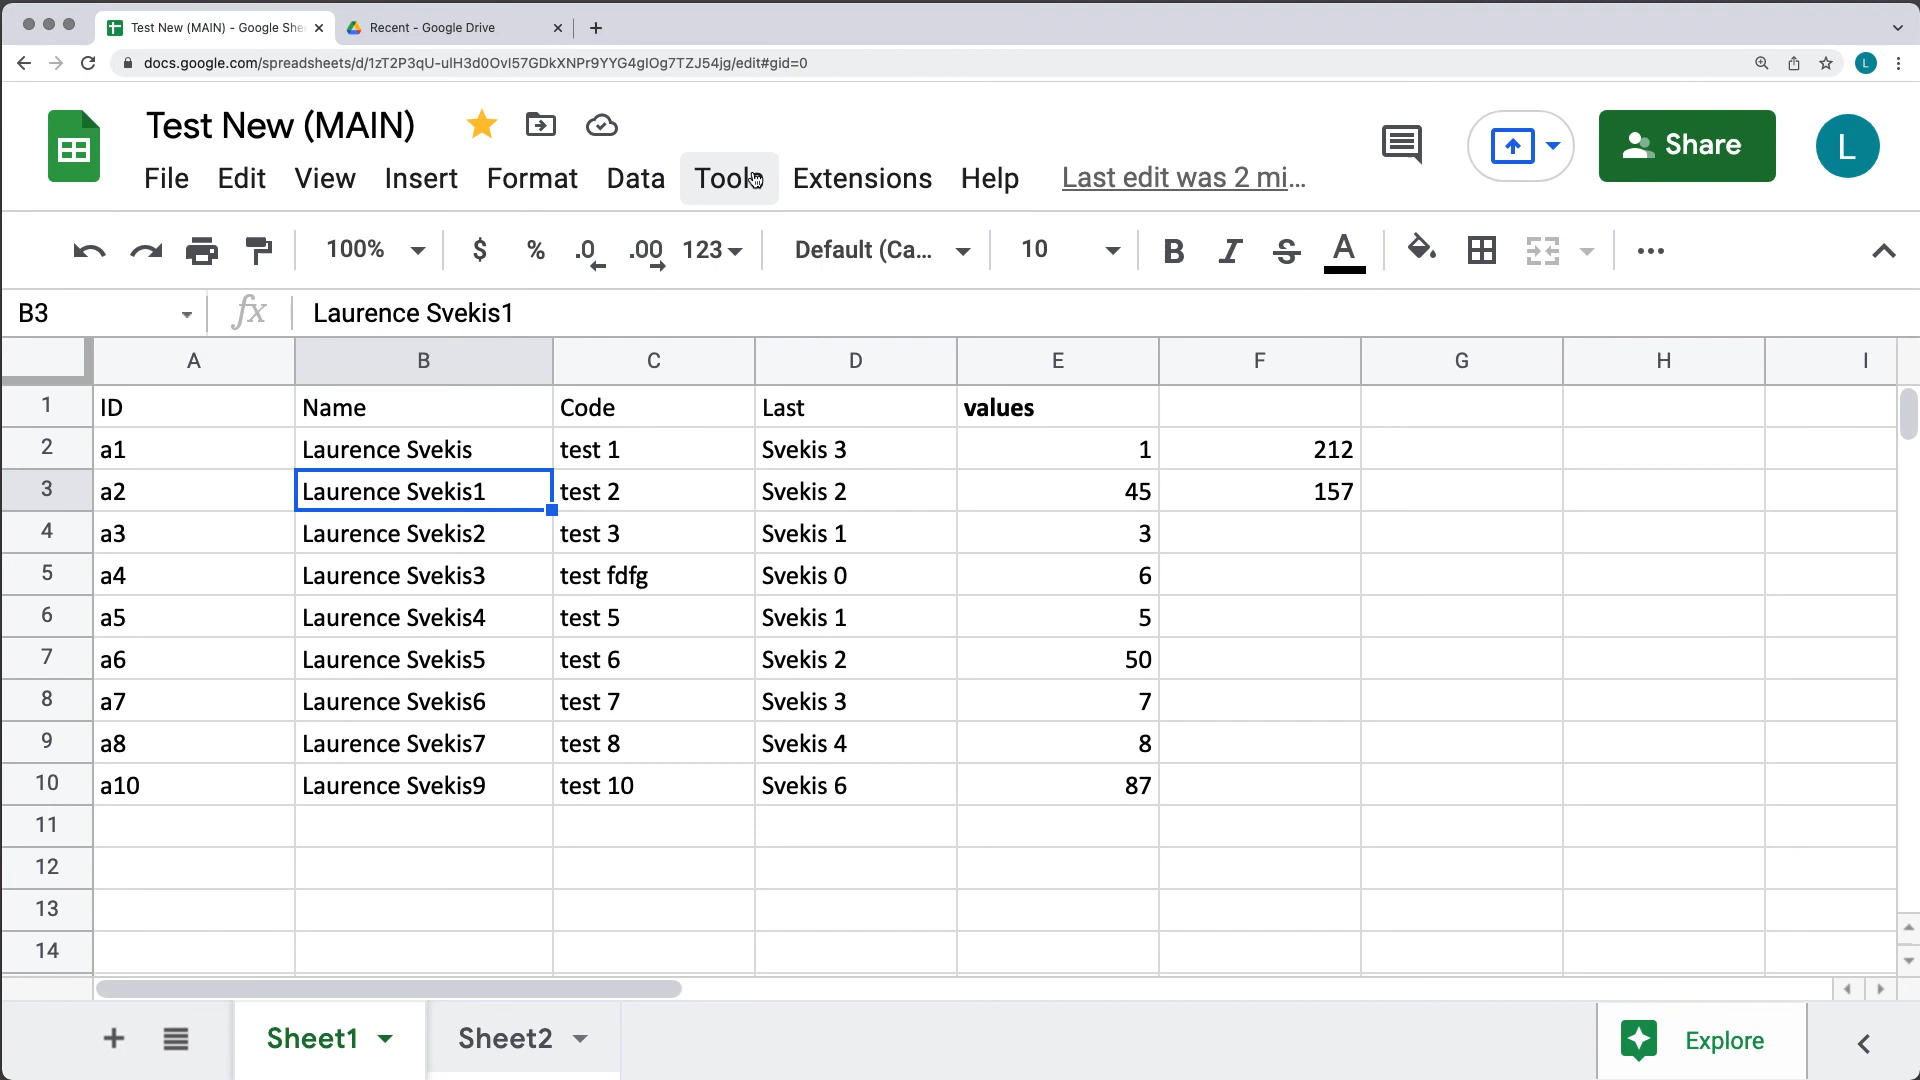 Test New (MAIN) - Google She
Recent - Google Drive
docs.google.com/spreadsheets/d/1zT2P3qU-uIH3d0OvI57GDkXNPr9YYG4gIOg7TZJ54jg/edit#gid=0
L
Test New (MAIN)
Share
L
File Edit View Insert Format Data Tools Extensions Help Last edit was 2 mi...
100% $ % .0 .00 123 Default (Ca... 10 B I S A
B3 fx Laurence Svekis1
A B C D E F G H I
1 ID Name Code Last values
2 a1 Laurence Svekis test 1 Svekis 3 1 212
3 a2 Laurence Svekis1 test 2 Svekis 2 45 157
4 a3 Laurence Svekis2 test 3 Svekis 1 3
5 a4 Laurence Svekis3 test fdfg Svekis 0 6
6 a5 Laurence Svekis4 test 5 Svekis 1 5
7 a6 Laurence Svekis5 test 6 Svekis 2 50
8 a7 Laurence Svekis6 test 7 Svekis 3 7
9 a8 Laurence Svekis7 test 8 Svekis 4 8
10 a10 Laurence Svekis9 test 10 Svekis 6 87
11
12
13
14
Sheet1 Sheet2 Explore